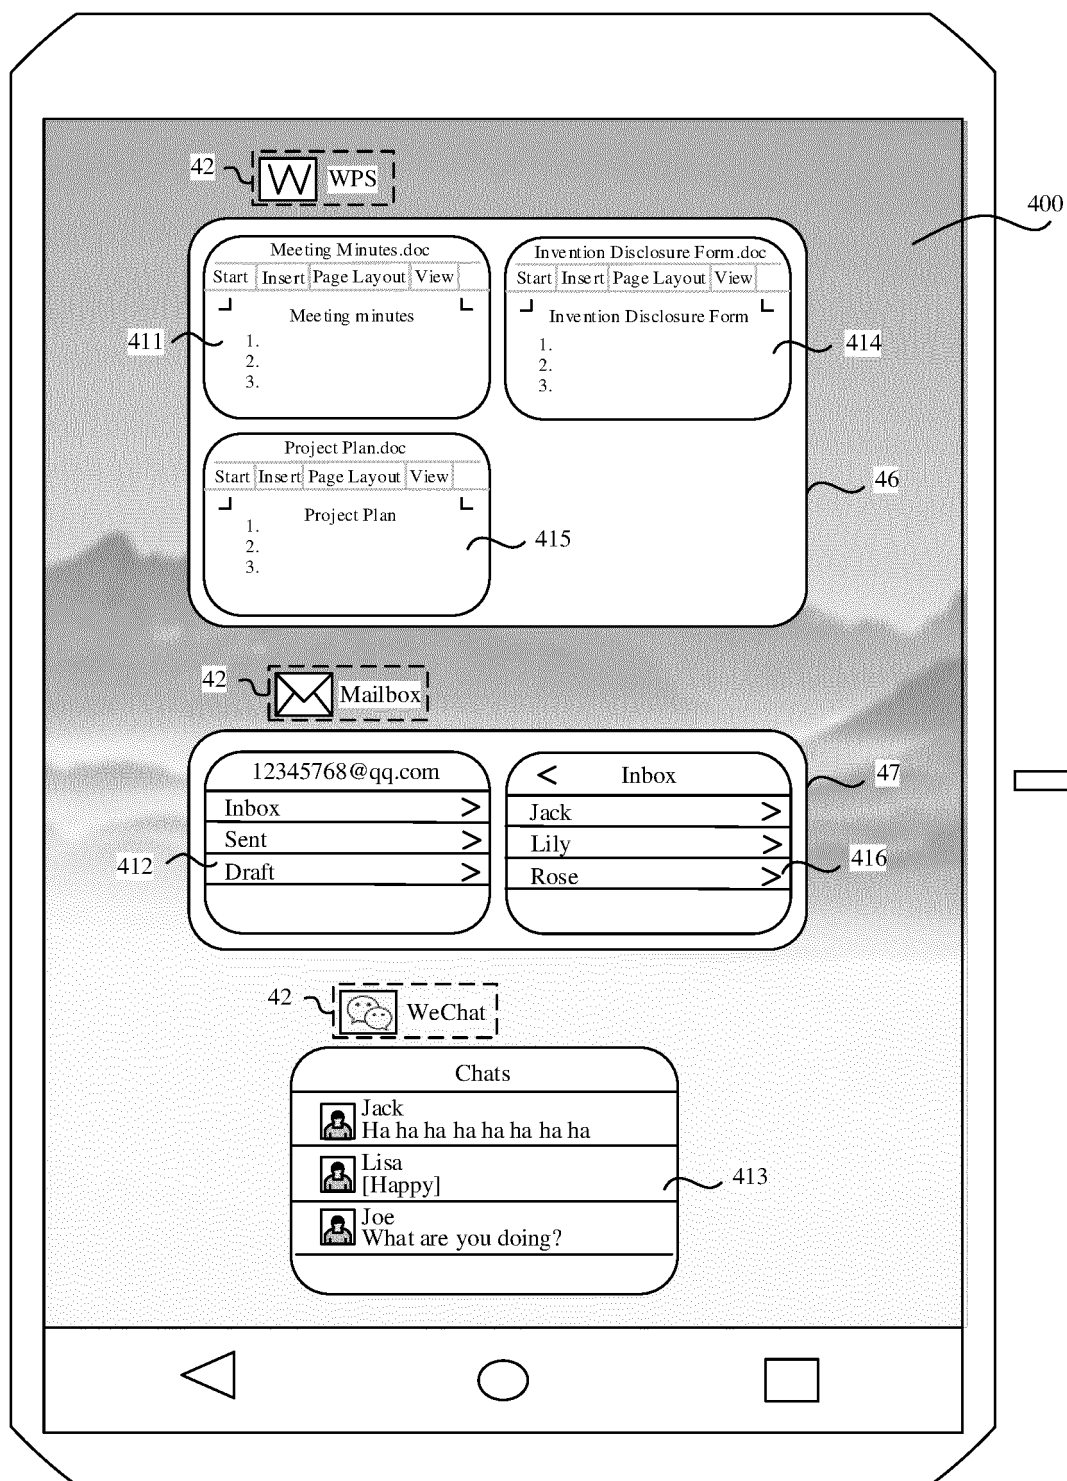 42
W WPS
400
Meeting Minutes.doc
Start Insert Page Layout View
Meeting minutes
1.
2.
3.
411
Invention Disclosure Form.doc
Start Insert Page Layout View
Invention Disclosure Form
1.
2.
3.
414
Project Plan.doc
Start Insert Page Layout View
Project Plan
1.
2.
3.
415
46
42
Mailbox
12345768@qq.com
Inbox >
Sent >
Draft >
412
< Inbox
Jack >
Lily >
Rose >
47
416
42
WeChat
Chats
Jack
Ha ha ha ha ha ha ha ha
Lisa
[Happy]
Joe
What are you doing?
413